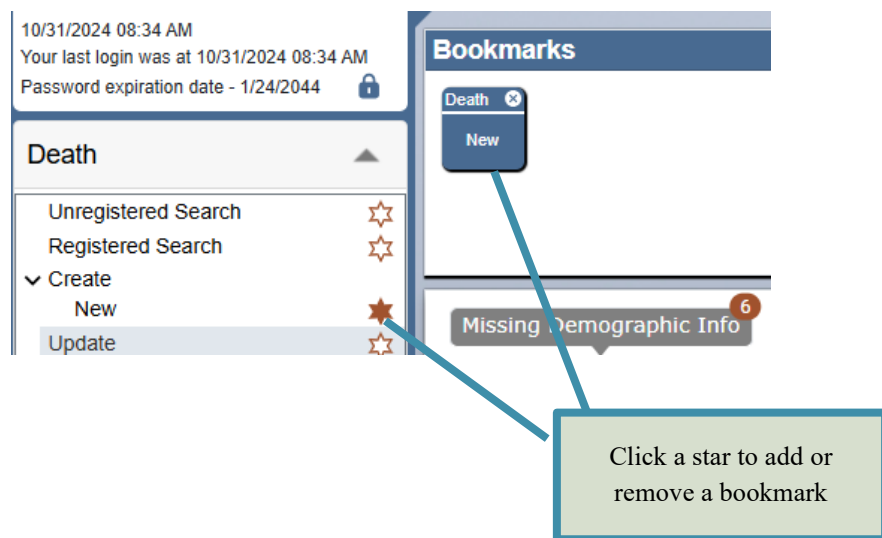 10/31/2024 08:34 AM
Your last login was at 10/31/2024 08:34 AM
Password expiration date - 1/24/2044
Death
Unregistered Search
Registered Search
Create
New
Update
Bookmarks
Death
New
Missing Demographic Info
6
Click a star to add or
remove a bookmark